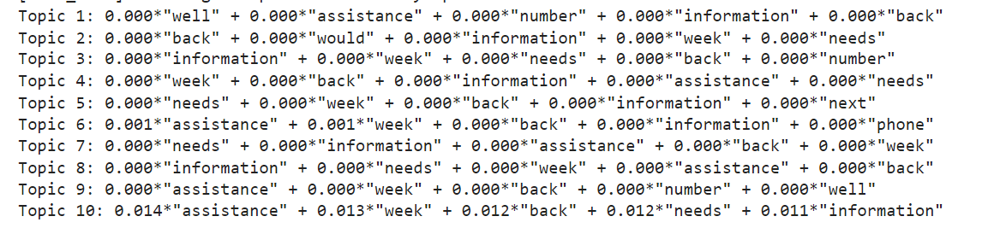 Topic 1: 0.000*"well" + 0.000*"assistance" + 0.000*"number" + 0.000*"information" + 0.000*"back"
Topic 2: 0.000*"back" + 0.000*"would" + 0.000*"information" + 0.000*"week" + 0.000*"needs"
Topic 3: 0.000*"information" + 0.000*"week" + 0.000*"needs" + 0.000*"back" + 0.000*"number"
Topic 4: 0.000*"week" + 0.000*"back" + 0.000*"information" + 0.000*"assistance" + 0.000*"needs"
Topic 5: 0.000*"needs" + 0.000*"week" + 0.000*"back" + 0.000*"information" + 0.000*"next"
Topic 6: 0.001*"assistance" + 0.001*"week" + 0.000*"back" + 0.000*"information" + 0.000*"phone"
Topic 7: 0.000*"needs" + 0.000*"information" + 0.000*"assistance" + 0.000*"back" + 0.000*"week"
Topic 8: 0.000*"information" + 0.000*"needs" + 0.000*"week" + 0.000*"assistance" + 0.000*"back"
Topic 9: 0.000*"assistance" + 0.000*"week" + 0.000*"back" + 0.000*"number" + 0.000*"well"
Topic 10: 0.014*"assistance" + 0.013*"week" + 0.012*"back" + 0.012*"needs" + 0.011*"information"